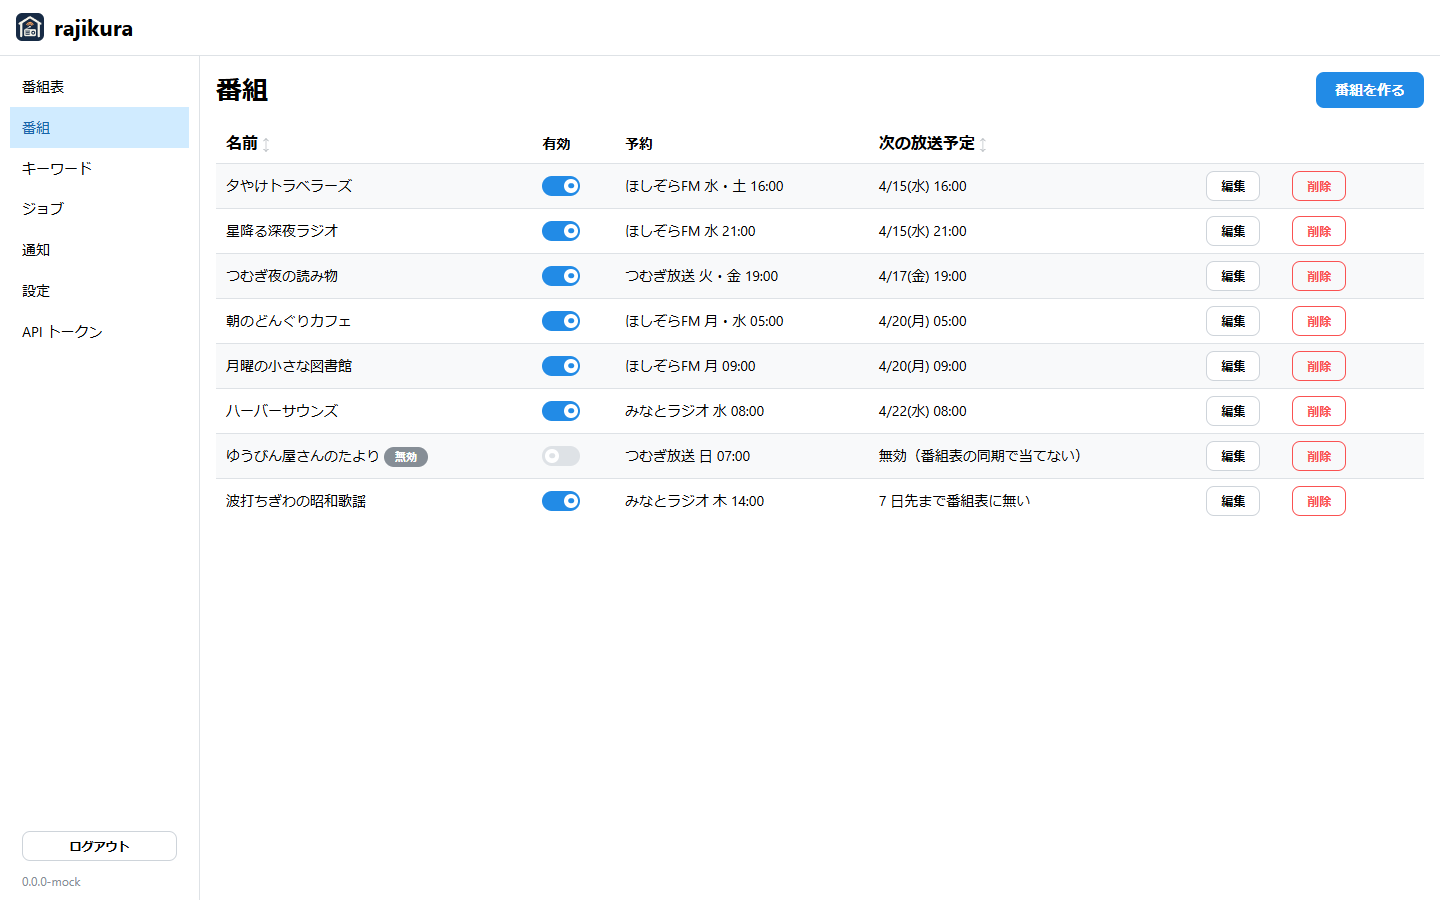 rajikura
番組表
番組
キーワード
ジョブ
通知
設定
API トークン
ログアウト
0.0.0-mock
番組
番組を作る
名前 有効 予約 次の放送予定
夕やけトラベラーズ ほしぞらFM 水・土 16:00 4/15(水) 16:00 編集 削除
星降る深夜ラジオ ほしぞらFM 水 21:00 4/15(水) 21:00 編集 削除
つむぎ夜の読み物 つむぎ放送 火・金 19:00 4/17(金) 19:00 編集 削除
朝のどんぐりカフェ ほしぞらFM 月・水 05:00 4/20(月) 05:00 編集 削除
月曜の小さな図書館 ほしぞらFM 月 09:00 4/20(月) 09:00 編集 削除
ハーバーサウンズ みなとラジオ 水 08:00 4/22(水) 08:00 編集 削除
ゆうびん屋さんのたより 無効 つむぎ放送 日 07:00 無効（番組表の同期で当てない） 編集 削除
波打ちぎわの昭和歌謡 みなとラジオ 木 14:00 7 日先まで番組表に無い 編集 削除